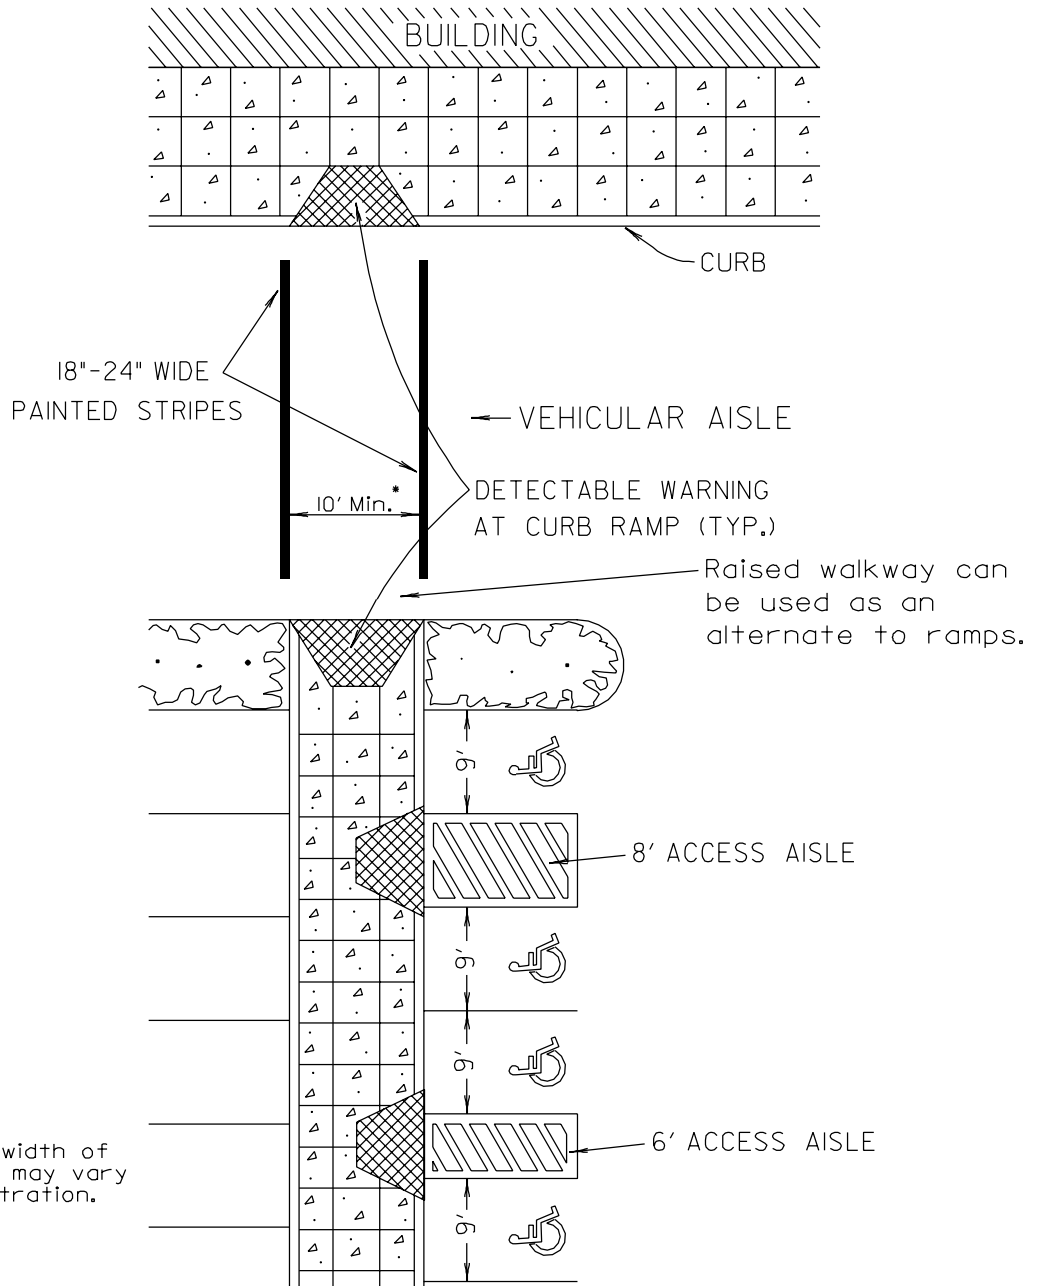 BUILDING
CURB
18"-24" WIDE
PAINTED STRIPES
VEHICULAR AISLE
10' Min.*
DETECTABLE WARNING
AT CURB RAMP (TYP.)
Raised walkway can
be used as an
alternate to ramps.
9'
8' ACCESS AISLE
9'
9'
6' ACCESS AISLE
width of
may vary
tration.
9'